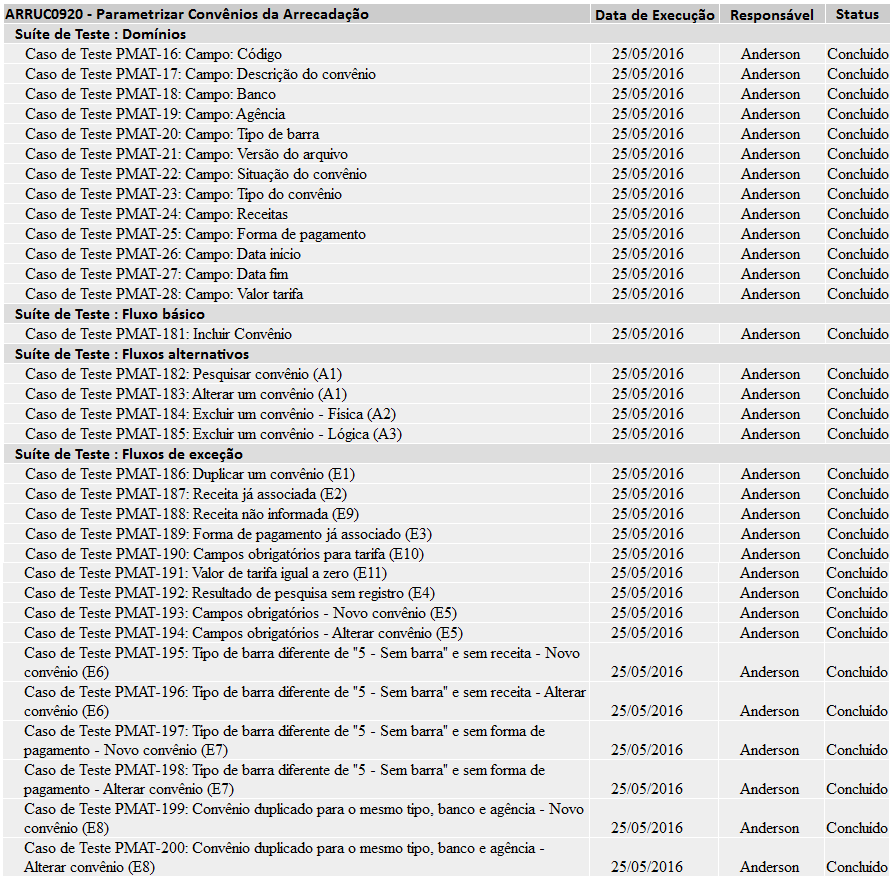 ARRUC0920 - Parametrizar Convênios da Arrecadação Data de Execução Responsável Status
Suíte de Teste : Domínios
Caso de Teste PMAT-16: Campo: Código 25/05/2016 Anderson Concluido
Caso de Teste PMAT-17: Campo: Descrição do convênio 25/05/2016 Anderson Concluido
Caso de Teste PMAT-18: Campo: Banco 25/05/2016 Anderson Concluido
Caso de Teste PMAT-19: Campo: Agência 25/05/2016 Anderson Concluido
Caso de Teste PMAT-20: Campo: Tipo de barra 25/05/2016 Anderson Concluido
Caso de Teste PMAT-21: Campo: Versão do arquivo 25/05/2016 Anderson Concluido
Caso de Teste PMAT-22: Campo: Situação do convênio 25/05/2016 Anderson Concluido
Caso de Teste PMAT-23: Campo: Tipo do convênio 25/05/2016 Anderson Concluido
Caso de Teste PMAT-24: Campo: Receitas 25/05/2016 Anderson Concluido
Caso de Teste PMAT-25: Campo: Forma de pagamento 25/05/2016 Anderson Concluido
Caso de Teste PMAT-26: Campo: Data inicio 25/05/2016 Anderson Concluido
Caso de Teste PMAT-27: Campo: Data fim 25/05/2016 Anderson Concluido
Caso de Teste PMAT-28: Campo: Valor tarifa 25/05/2016 Anderson Concluido
Suíte de Teste : Fluxo básico
Caso de Teste PMAT-181: Incluir Convênio 25/05/2016 Anderson Concluido
Suíte de Teste : Fluxos alternativos
Caso de Teste PMAT-182: Pesquisar convênio (A1) 25/05/2016 Anderson Concluido
Caso de Teste PMAT-183: Alterar um convênio (A1) 25/05/2016 Anderson Concluido
Caso de Teste PMAT-184: Excluir um convênio - Física (A2) 25/05/2016 Anderson Concluido
Caso de Teste PMAT-185: Excluir um convênio - Lógica (A3) 25/05/2016 Anderson Concluido
Suíte de Teste : Fluxos de exceção
Caso de Teste PMAT-186: Duplicar um convênio (E1) 25/05/2016 Anderson Concluido
Caso de Teste PMAT-187: Receita já associada (E2) 25/05/2016 Anderson Concluido
Caso de Teste PMAT-188: Receita não informada (E9) 25/05/2016 Anderson Concluido
Caso de Teste PMAT-189: Forma de pagamento já associado (E3) 25/05/2016 Anderson Concluido
Caso de Teste PMAT-190: Campos obrigatórios para tarifa (E10) 25/05/2016 Anderson Concluido
Caso de Teste PMAT-191: Valor de tarifa igual a zero (E11) 25/05/2016 Anderson Concluido
Caso de Teste PMAT-192: Resultado de pesquisa sem registro (E4) 25/05/2016 Anderson Concluido
Caso de Teste PMAT-193: Campos obrigatórios - Novo convênio (E5) 25/05/2016 Anderson Concluido
Caso de Teste PMAT-194: Campos obrigatórios - Alterar convênio (E5) 25/05/2016 Anderson Concluido
Caso de Teste PMAT-195: Tipo de barra diferente de "5 - Sem barra" e sem receita - Novo
convênio (E6) 25/05/2016 Anderson Concluido
Caso de Teste PMAT-196: Tipo de barra diferente de "5 - Sem barra" e sem receita - Alterar
convênio (E6) 25/05/2016 Anderson Concluido
Caso de Teste PMAT-197: Tipo de barra diferente de "5 - Sem barra" e sem forma de
pagamento - Novo convênio (E7) 25/05/2016 Anderson Concluido
Caso de Teste PMAT-198: Tipo de barra diferente de "5 - Sem barra" e sem forma de
pagamento - Alterar convênio (E7) 25/05/2016 Anderson Concluido
Caso de Teste PMAT-199: Convênio duplicado para o mesmo tipo, banco e agência - Novo
convênio (E8) 25/05/2016 Anderson Concluido
Caso de Teste PMAT-200: Convênio duplicado para o mesmo tipo, banco e agência -
Alterar convênio (E8) 25/05/2016 Anderson Concluido